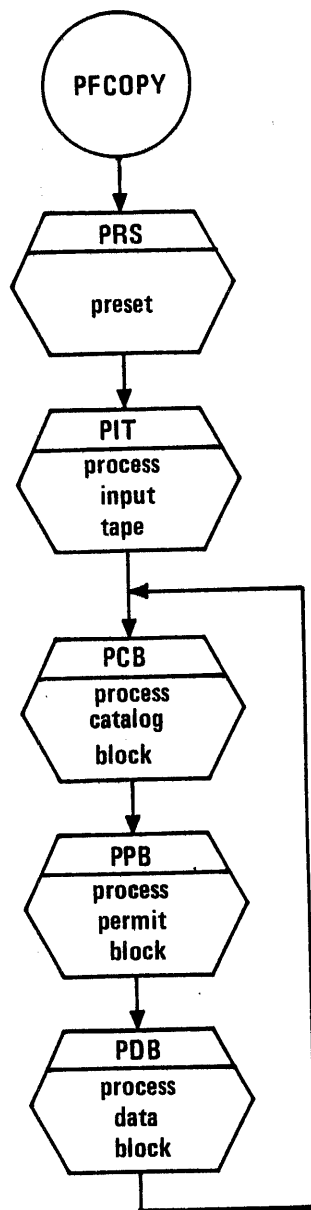 PFCOPY
PRS
preset
PIT
process
input
tape
PCB
process
catalog
block
PPB
process
permit
block
PDB
process
data
block